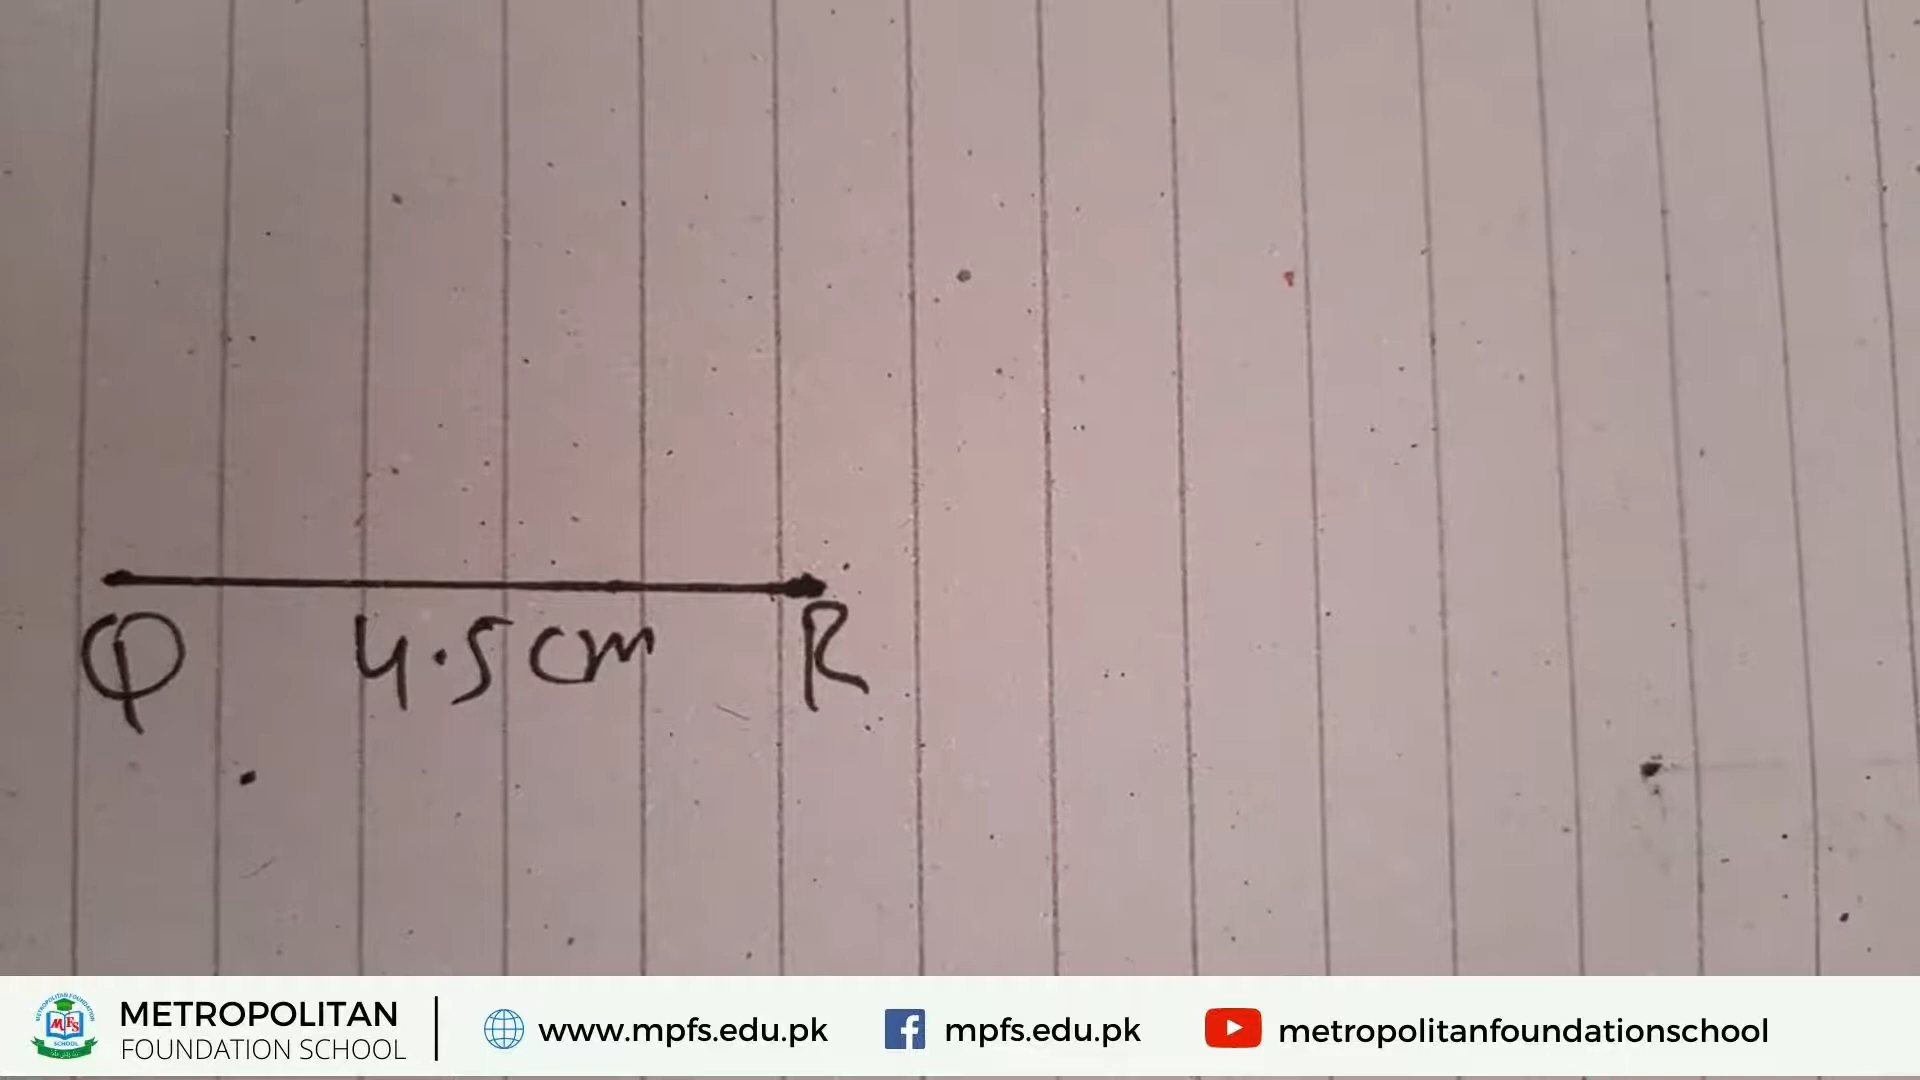 Q 4.5cm R
METROPOLITAN
FOUNDATION SCHOOL
www.mpfs.edu.pk
mpfs.edu.pk
metropolitanfoundationschool